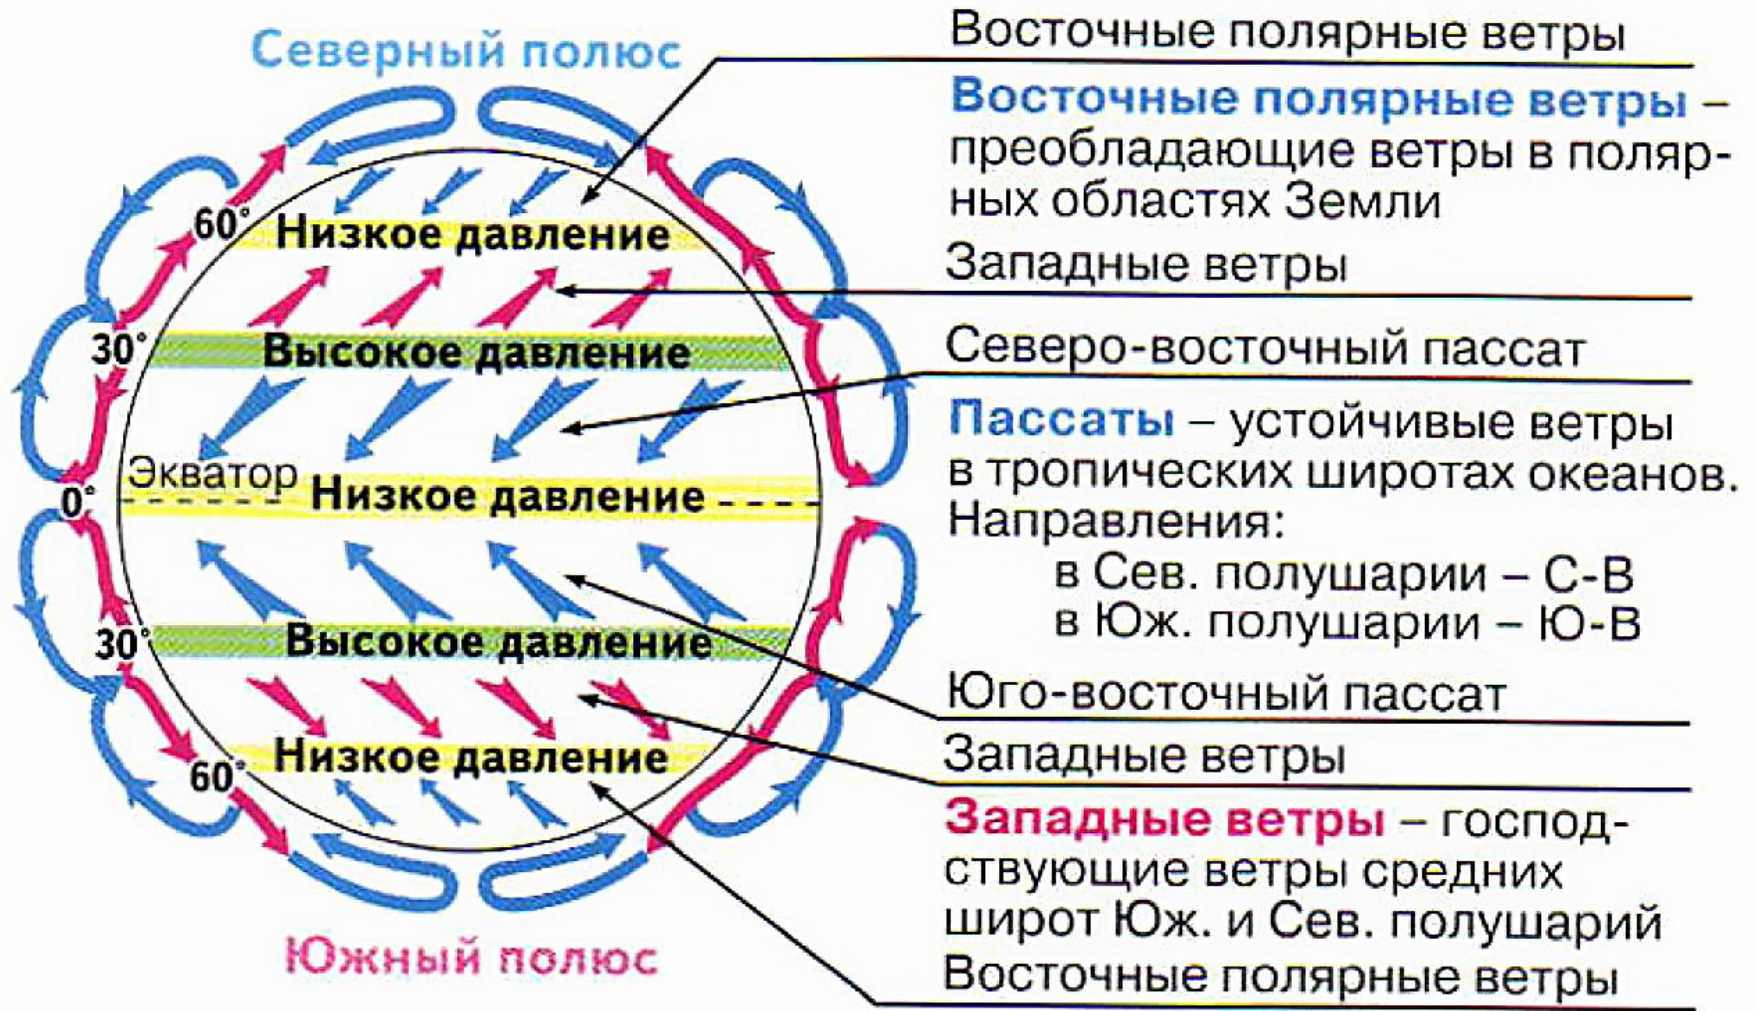 Северный полюс
60°
Низкое давление
30°
Высокое давление
Экватор
0°
Низкое давление
30°
Высокое давление
60°
Низкое давление
Южный полюс
Восточные полярные ветры
Восточные полярные ветры –
преобладающие ветры в поляр-
ных областях Земли
Западные ветры
Северо-восточный пассат
Пассаты – устойчивые ветры
в тропических широтах океанов.
Направления:
в Сев. полушарии – С-В
в Юж. полушарии – Ю-В
Юго-восточный пассат
Западные ветры
Западные ветры – господ-
ствующие ветры средних
широт Юж. и Сев. полушарий
Восточные полярные ветры